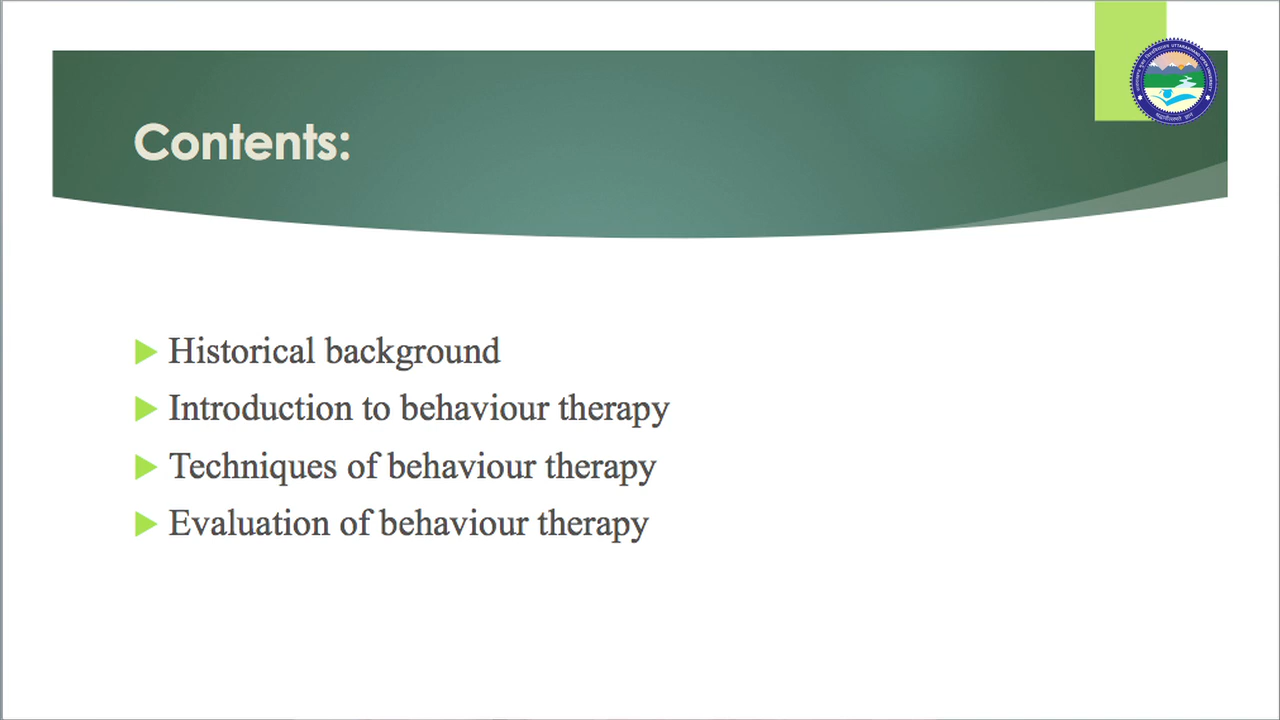 Contents:
Historical background
Introduction to behaviour therapy
Techniques of behaviour therapy
Evaluation of behaviour therapy